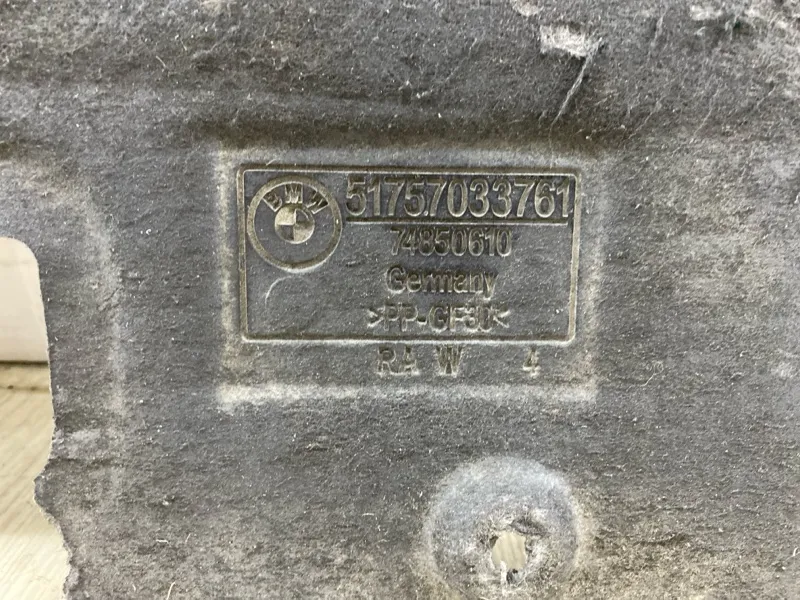 BMW
51757033761
74850610
Germany
>PP-GF30<
RA W 4